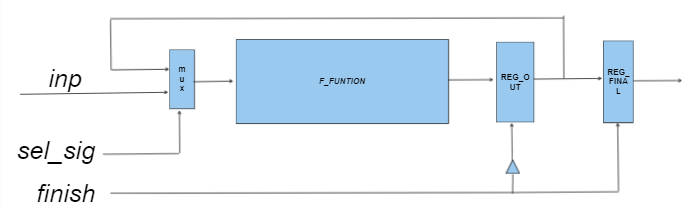 m
u
x
F_FUNTION
REG_O
UT
REG_
FINA
L
inp
sel_sig
finish